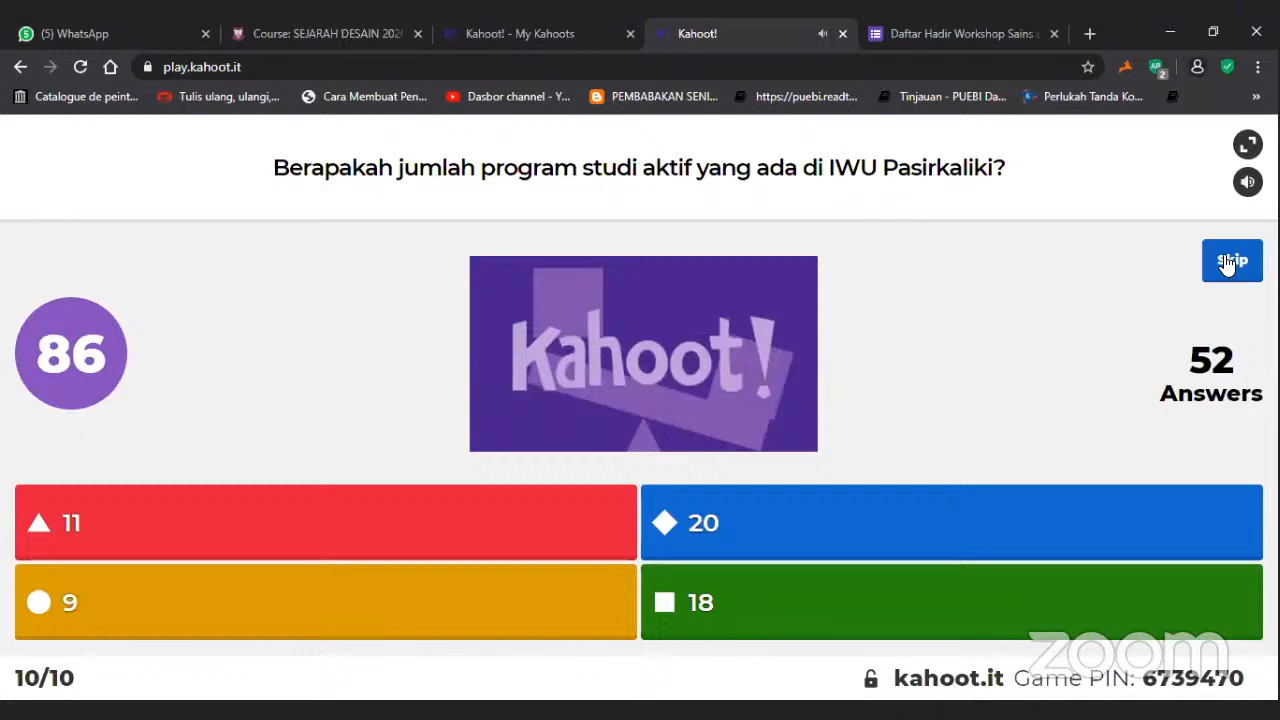 (5) WhatsApp
Course: SEJARAH DESAIN 202
Kahoot! - My Kahoots
Kahoot!
Daftar Hadir Workshop Sains
play.kahoot.it
2
Catalogue de peint...
Tulis ulang, ulangi,...
Cara Membuat Pen...
Dasbor channel - Y...
PEMBABAKAN SENI...
https://puebi.readt...
Tinjauan - PUEBI Da...
Perlukah Tanda Ko...
Berapakah jumlah program studi aktif yang ada di IWU Pasirkaliki?
Skip
86
Kahoot!
52
Answers
11
20
9
18
zoom
10/10
kahoot.it Game PIN: 6739470